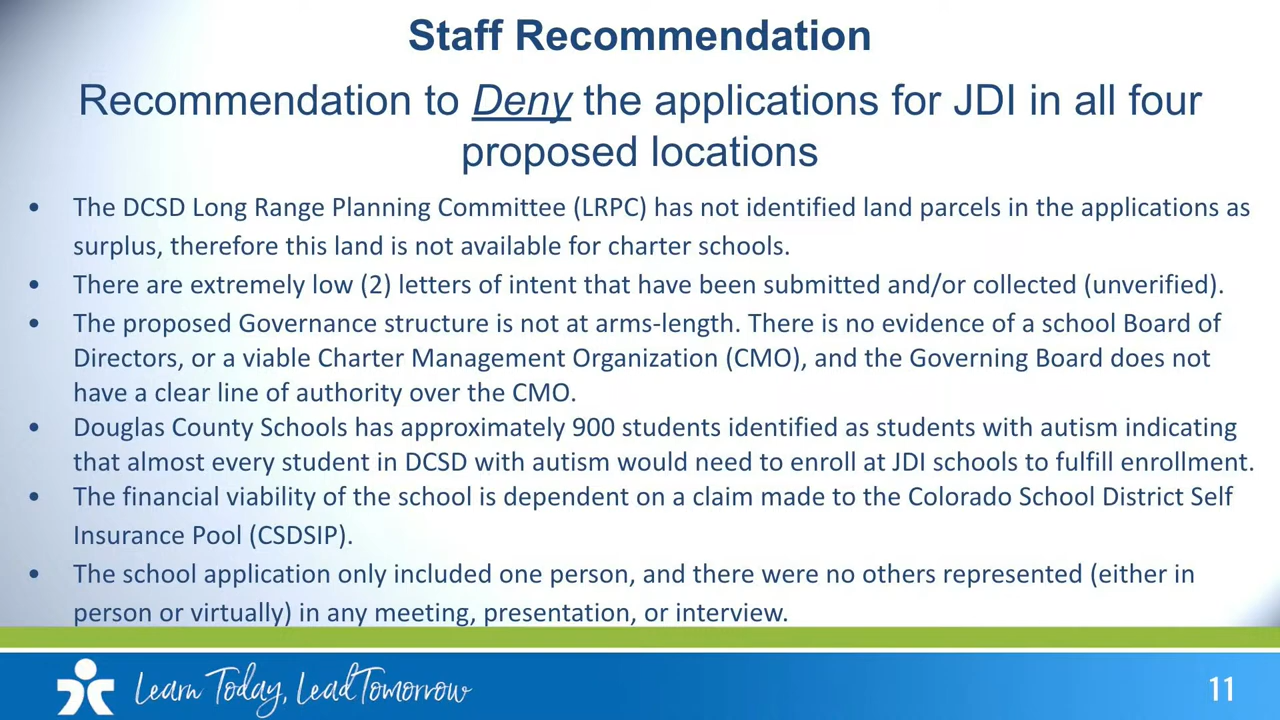 Staff Recommendation
Recommendation to Deny the applications for JDI in all four
proposed locations
• The DCSD Long Range Planning Committee (LRPC) has not identified land parcels in the applications as
surplus, therefore this land is not available for charter schools.
• There are extremely low (2) letters of intent that have been submitted and/or collected (unverified).
• The proposed Governance structure is not at arms-length. There is no evidence of a school Board of
Directors, or a viable Charter Management Organization (CMO), and the Governing Board does not
have a clear line of authority over the CMO.
• Douglas County Schools has approximately 900 students identified as students with autism indicating
that almost every student in DCSD with autism would need to enroll at JDI schools to fulfill enrollment.
• The financial viability of the school is dependent on a claim made to the Colorado School District Self
Insurance Pool (CSDSIP).
• The school application only included one person, and there were no others represented (either in
person or virtually) in any meeting, presentation, or interview.
Learn Today, Lead Tomorrow
11